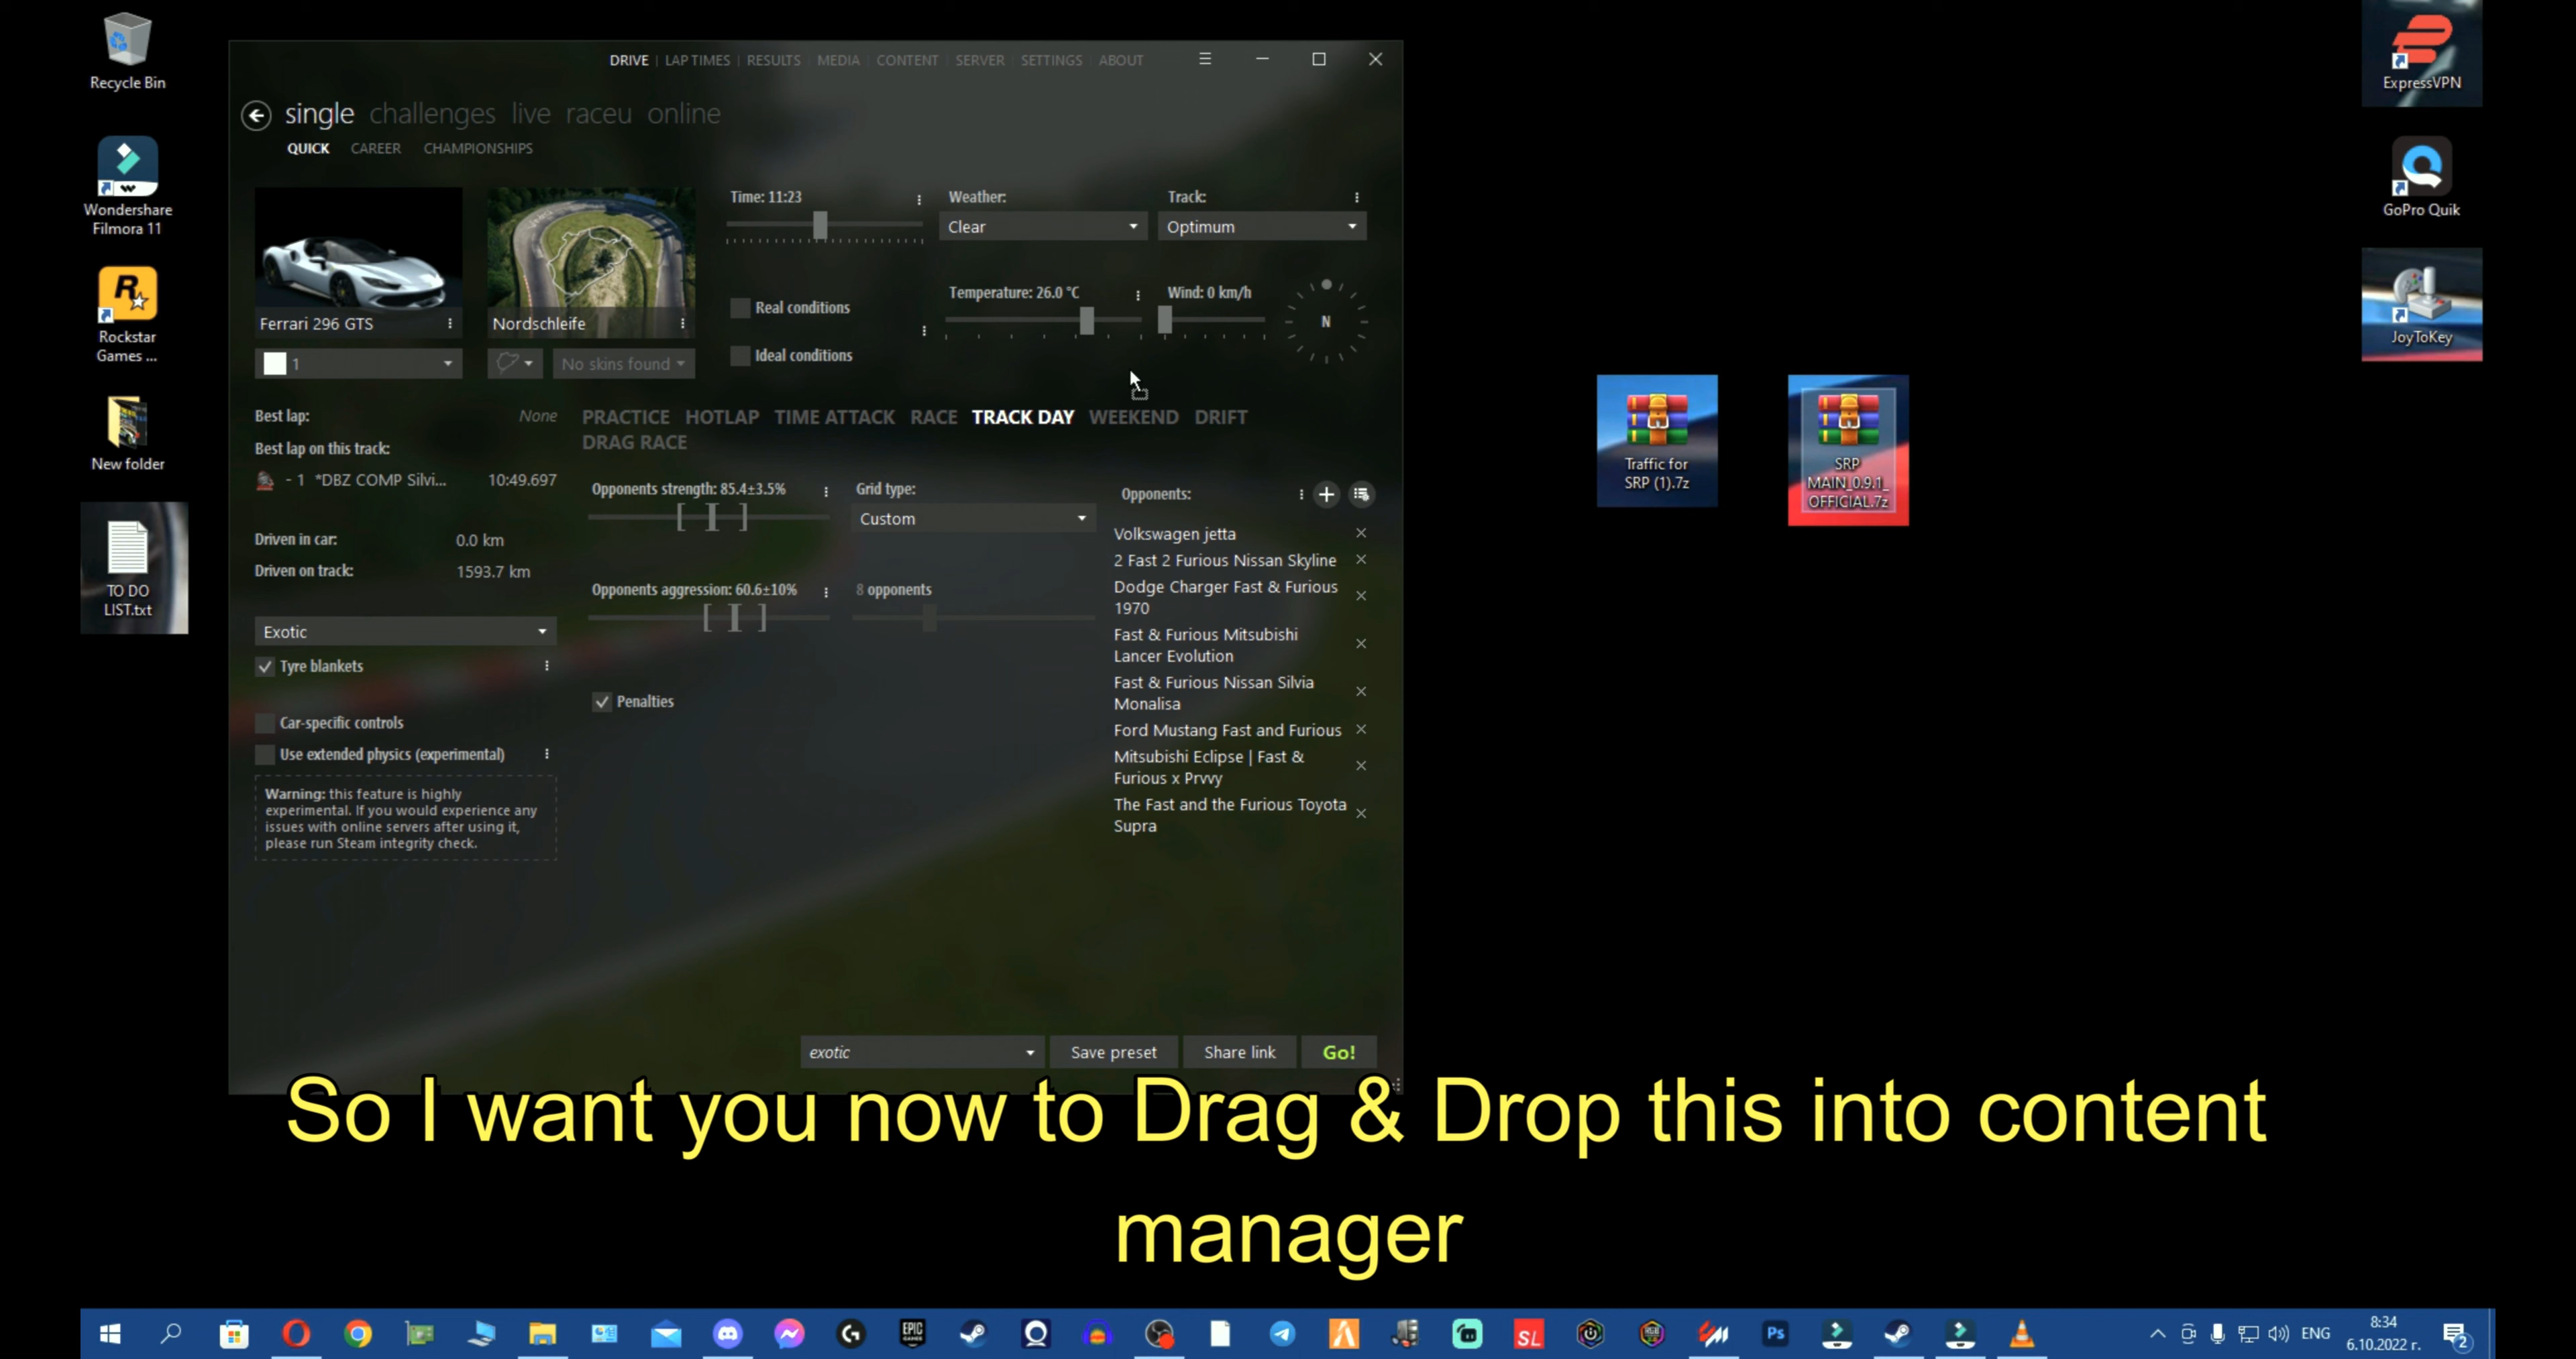 Recycle Bin
Wondershare
Filmora 11
Rockstar
Games ...
New folder
TO DO
LIST.txt
DRIVE | LAP TIMES | RESULTS | MEDIA | CONTENT | SERVER | SETTINGS | ABOUT
single challenges live raceu online
QUICK CAREER CHAMPIONSHIPS
Ferrari 296 GTS
Nordschleife
1
No skins found
Time: 11:23
Weather:
Track:
Clear
Optimum
Real conditions
Ideal conditions
Temperature: 26.0 °C
Wind: 0 km/h
N
Best lap: None
Best lap on this track:
- 1 *DBZ COMP Silvi... 10:49.697
Driven in car: 0.0 km
Driven on track: 1593.7 km
Exotic
Tyre blankets
Car-specific controls
Use extended physics (experimental)
Warning: this feature is highly
experimental. If you would experience any
issues with online servers after using it,
please run Steam integrity check.
PRACTICE HOTLAP TIME ATTACK RACE TRACK DAY WEEKEND DRIFT
DRAG RACE
Opponents strength: 85.4±3.5%
Grid type:
Custom
Opponents aggression: 60.6±10%
8 opponents
Penalties
Opponents:
Volkswagen jetta
2 Fast 2 Furious Nissan Skyline
Dodge Charger Fast & Furious
1970
Fast & Furious Mitsubishi
Lancer Evolution
Fast & Furious Nissan Silvia
Monalisa
Ford Mustang Fast and Furious
Mitsubishi Eclipse | Fast &
Furious x Prvvy
The Fast and the Furious Toyota
Supra
exotic
Save preset
Share link
Go!
Traffic for
SRP (1).7z
SRP
MAIN_0.9.1_
OFFICIAL.7z
ExpressVPN
GoPro Quik
JoyToKey
So I want you now to Drag & Drop this into content
manager
EPIC
GAMES
SL
RGB
Ps
ENG
8:34
6.10.2022 г.
2